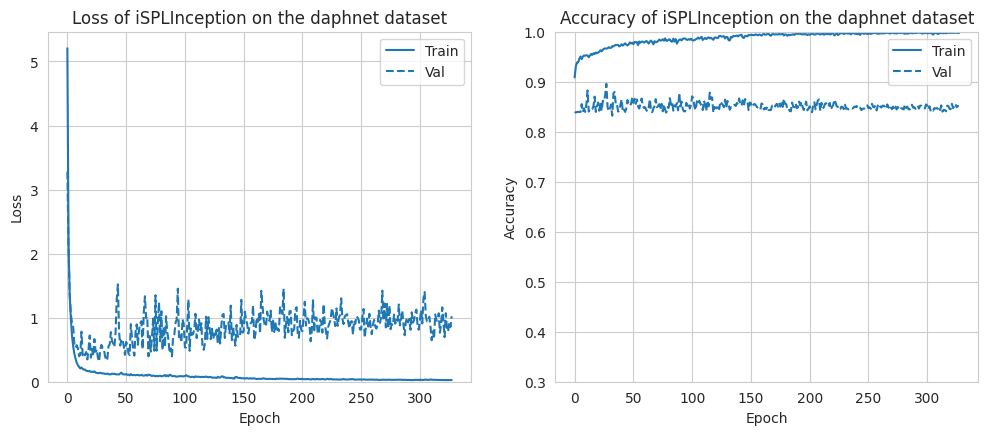 Loss of iSPLInception on the daphnet dataset
Train
Val
5
4
3
2
1
0
Loss
0
50
100
150
200
250
300
Epoch
Accuracy of iSPLInception on the daphnet dataset
Train
Val
1.0
0.9
0.8
0.7
0.6
0.5
0.4
0.3
Accuracy
0
50
100
150
200
250
300
Epoch